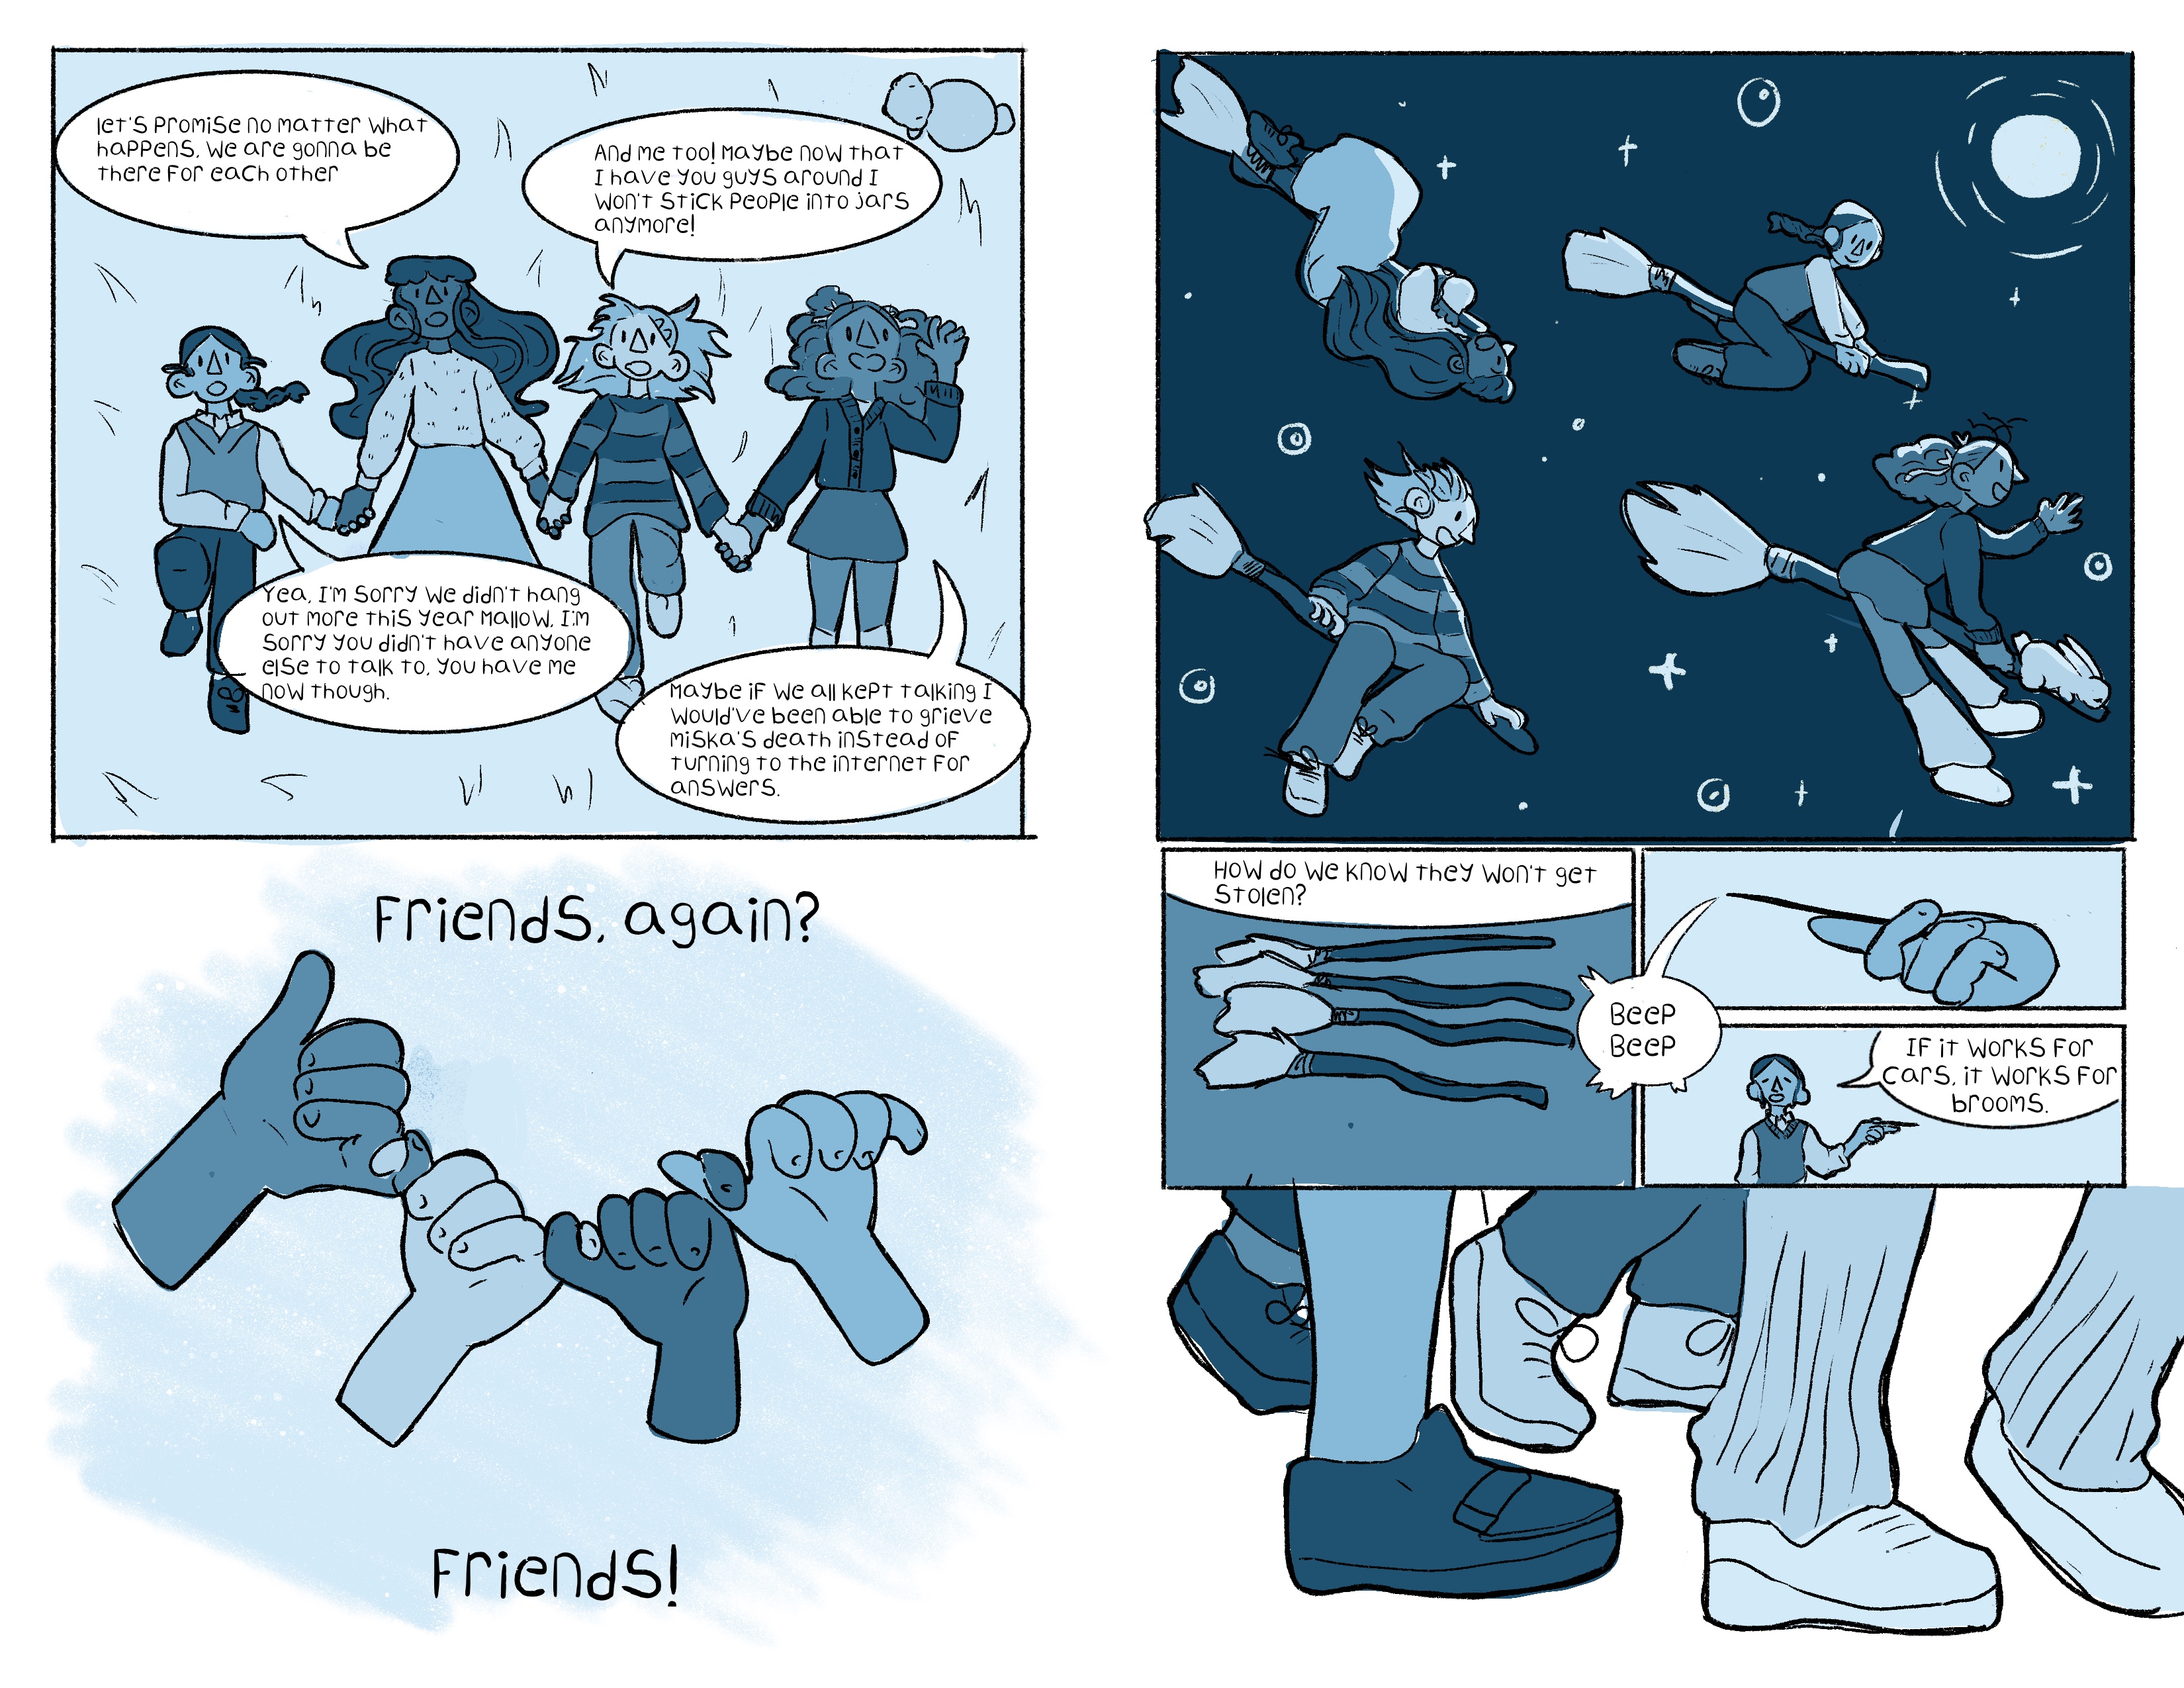 Let's promise no matter what
happens, we are gonna be
there for each other
And me too! Maybe now that
I have you guys around I
won't stick people into jars
anymore!
Yea, I'm sorry we didn't hang
out more this year Mallow. I'm
sorry you didn't have anyone
else to talk to, you have me
now though.
Maybe if we all kept talking I
would've been able to grieve
Miska's death instead of
turning to the internet for
answers.
Friends, again?
Friends!
How do we know they won't get
stolen?
Beep
Beep
If it works for
cars, it works for
brooms.